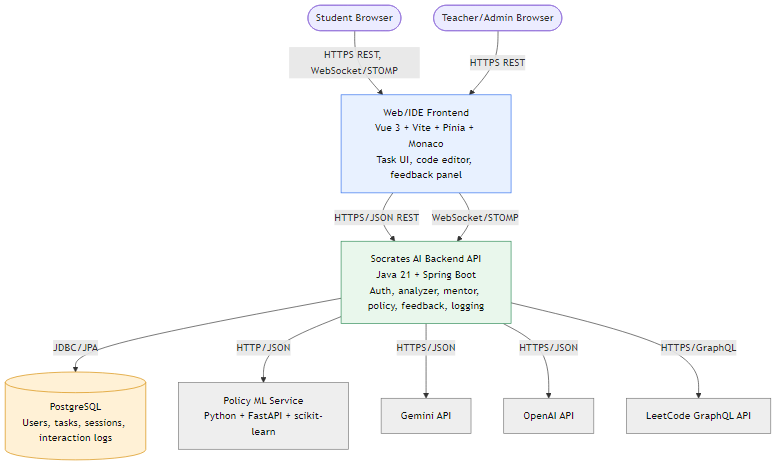 Student Browser
Teacher/Admin Browser
HTTPS REST,
WebSocket/STOMP
HTTPS REST
Web/IDE Frontend
Vue 3 + Vite + Pinia +
Monaco
Task UI, code editor,
feedback panel
HTTPS/JSON REST
WebSocket/STOMP
Socrates AI Backend API
Java 21 + Spring Boot
Auth, analyzer, mentor,
policy, feedback, logging
JDBC/JPA
HTTP/JSON
HTTPS/JSON
HTTPS/JSON
HTTPS/GraphQL
PostgreSQL
Users, tasks, sessions,
interaction logs
Policy ML Service
Python + FastAPI + scikit-
learn
Gemini API
OpenAI API
LeetCode GraphQL API